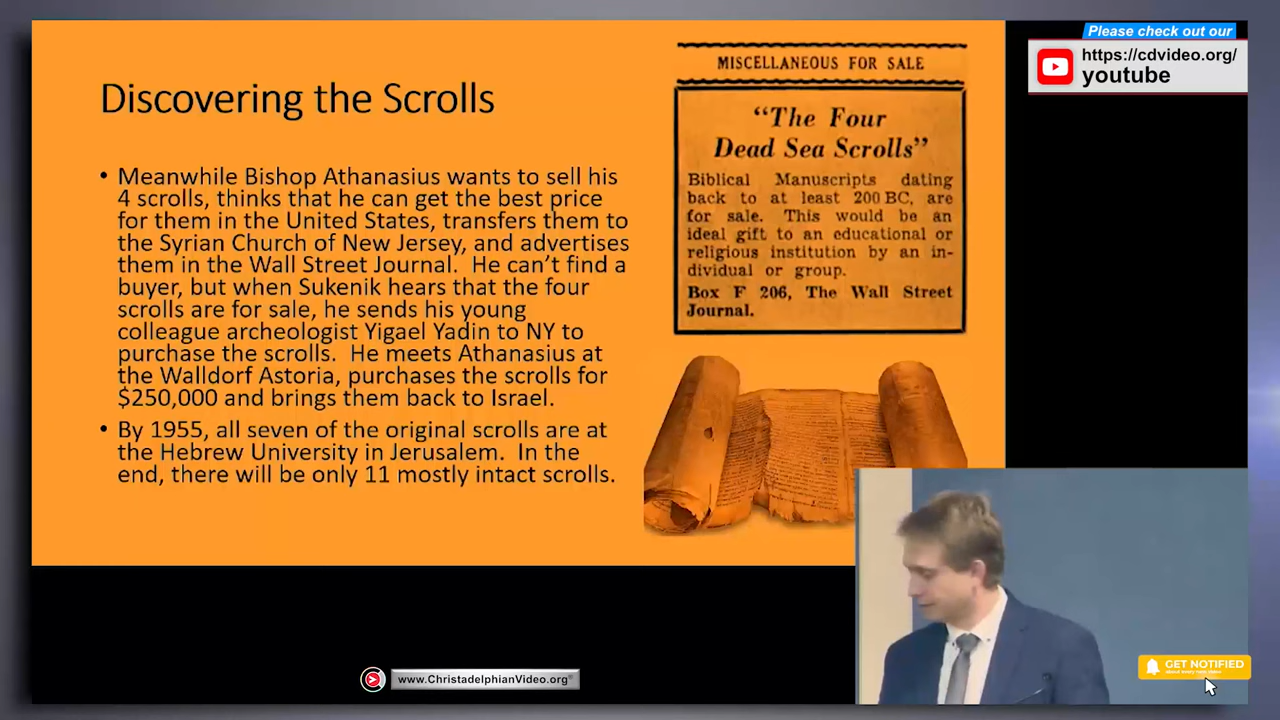 Discovering the Scrolls
• Meanwhile Bishop Athanasius wants to sell his
4 scrolls, thinks that he can get the best price
for them in the United States, transfers them to
the Syrian Church of New Jersey, and advertises
them in the Wall Street Journal.  He can’t find a
buyer, but when Sukenik hears that the four
scrolls are for sale, he sends his young
colleague archeologist Yigael Yadin to NY to
purchase the scrolls.  He meets Athanasius at
the Walldorf Astoria, purchases the scrolls for
$250,000 and brings them back to Israel.
• By 1955, all seven of the original scrolls are at
the Hebrew University in Jerusalem.  In the
end, there will be only 11 mostly intact scrolls.
MISCELLANEOUS FOR SALE
“The Four
Dead Sea Scrolls”
Biblical Manuscripts dating
back to at least 200 BC, are
for sale. This would be an
ideal gift to an educational or
religious institution by an in-
dividual or group.
Box F 206, The Wall Street
Journal.
Please check out our
https://cdvideo.org/
youtube
www.ChristadelphianVideo.org
GET NOTIFIED